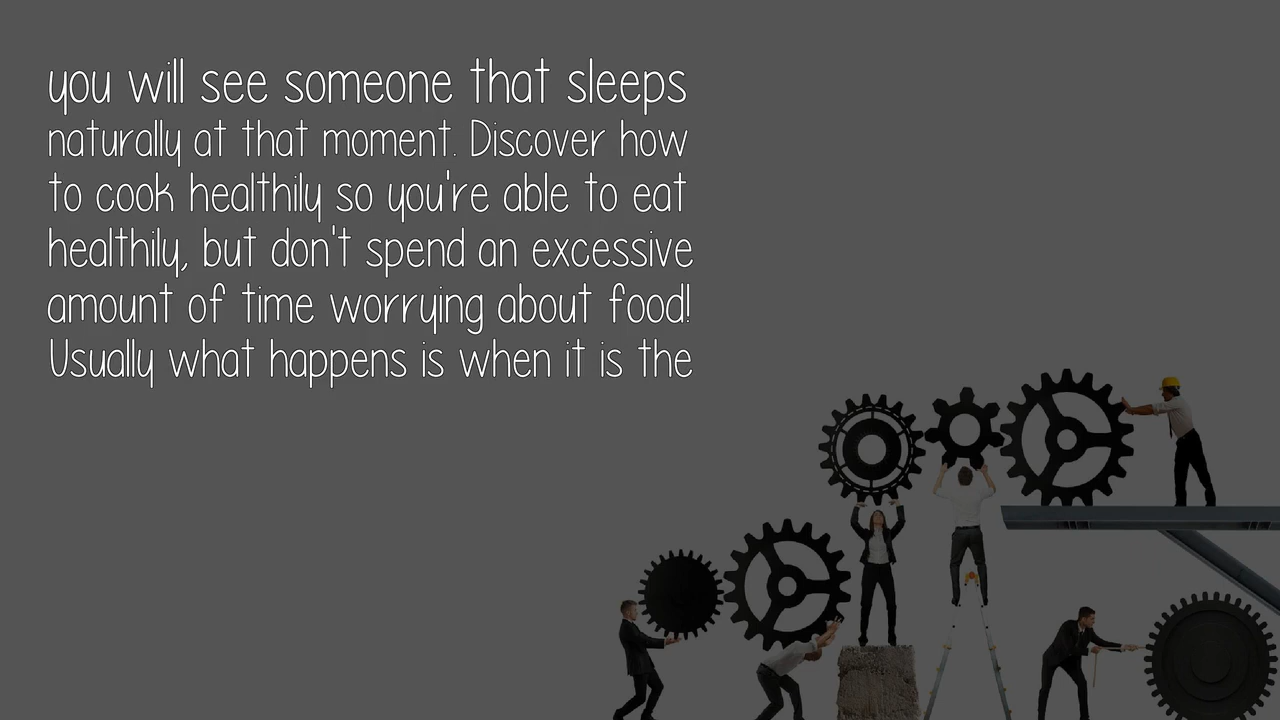 you will see someone that sleeps
naturally at that moment. Discover how
to cook healthily so you're able to eat
healthily, but don't spend an excessive
amount of time worrying about food!
Usually what happens is when it is the